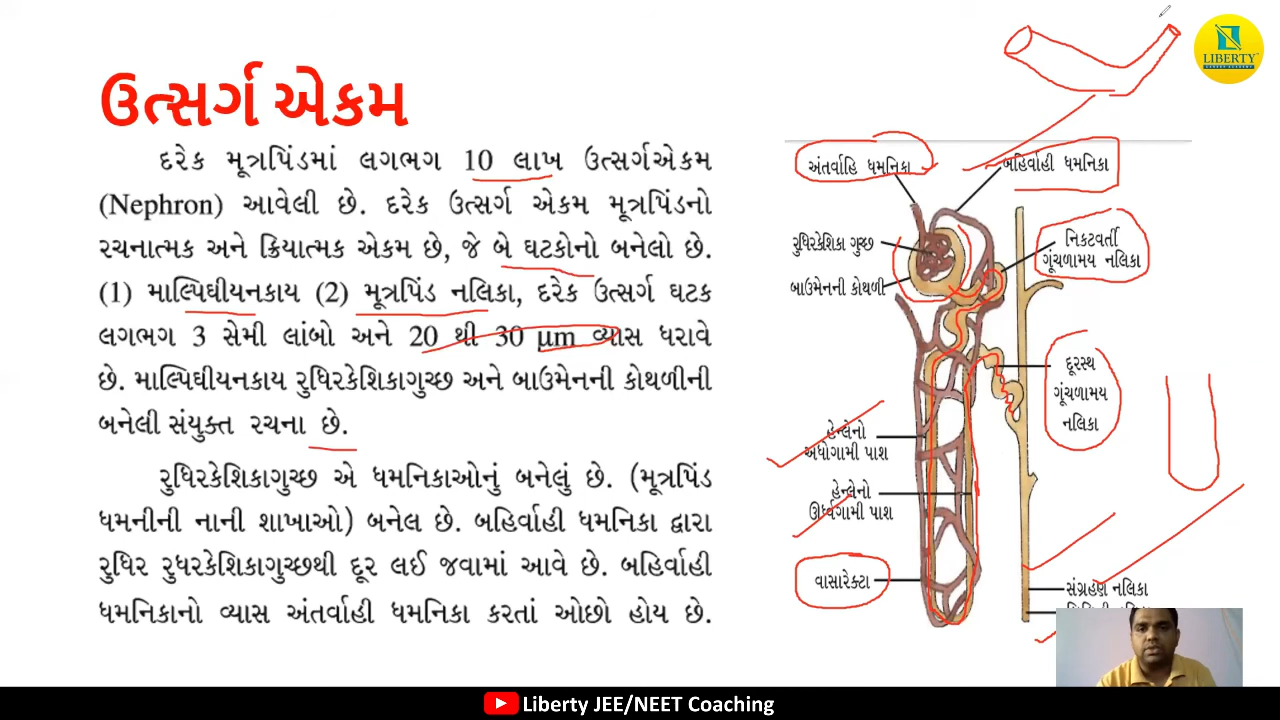 ઉત્સર્ગ એકમ
દરેક મૂત્રપિંડમાં લગભગ 10 લાખ ઉત્સર્ગએકમ
(Nephron) આવેલી છે. દરેક ઉત્સર્ગ એકમ મૂત્રપિંડનો
રચનાત્મક અને ક્રિયાત્મક એકમ છે, જે બે ઘટકોનો બનેલો છે.
(1) માલ્પિઘીયનકાય (2) મૂત્રપિંડ નલિકા, દરેક ઉત્સર્ગ ઘટક
લગભગ 3 સેમી લાંબો અને 20 થી 30 µm વ્યાસ ધરાવે
છે. માલ્પિઘીયનકાય રુધિરકેશિકાગુચ્છ અને બાઉમેનની કોથળીની
બનેલી સંયુક્ત રચના છે.
રુધિરકેશિકાગુચ્છ એ ધમનિકાઓનું બનેલું છે. (મૂત્રપિંડ
ધમનીની નાની શાખાઓ) બનેલ છે. બહિર્વાહી ધમનિકા દ્વારા
રુધિર રુધરકેશિકાગુચ્છથી દૂર લઈ જવામાં આવે છે. બહિર્વાહી
ધમનિકાનો વ્યાસ અંતર્વાહી ધમનિકા કરતાં ઓછો હોય છે.
અંતર્વાહિ ધમનિકા
બહિર્વાહી ધમનિકા
રુધિરકેશિકા ગુચ્છ
બાઉમેનની કોથળી
નિકટવર્તી
ગૂંચળામય નલિકા
દૂરસ્થ
ગૂંચળામય
નલિકા
હેન્લેનો
અધોગામી પાશ
હેન્લેનો
ઊર્ધ્વગામી પાશ
વાસારેક્ટા
સંગ્રહણ નલિકા
LIBERTY
CAREER ACADEMY
Liberty JEE/NEET Coaching